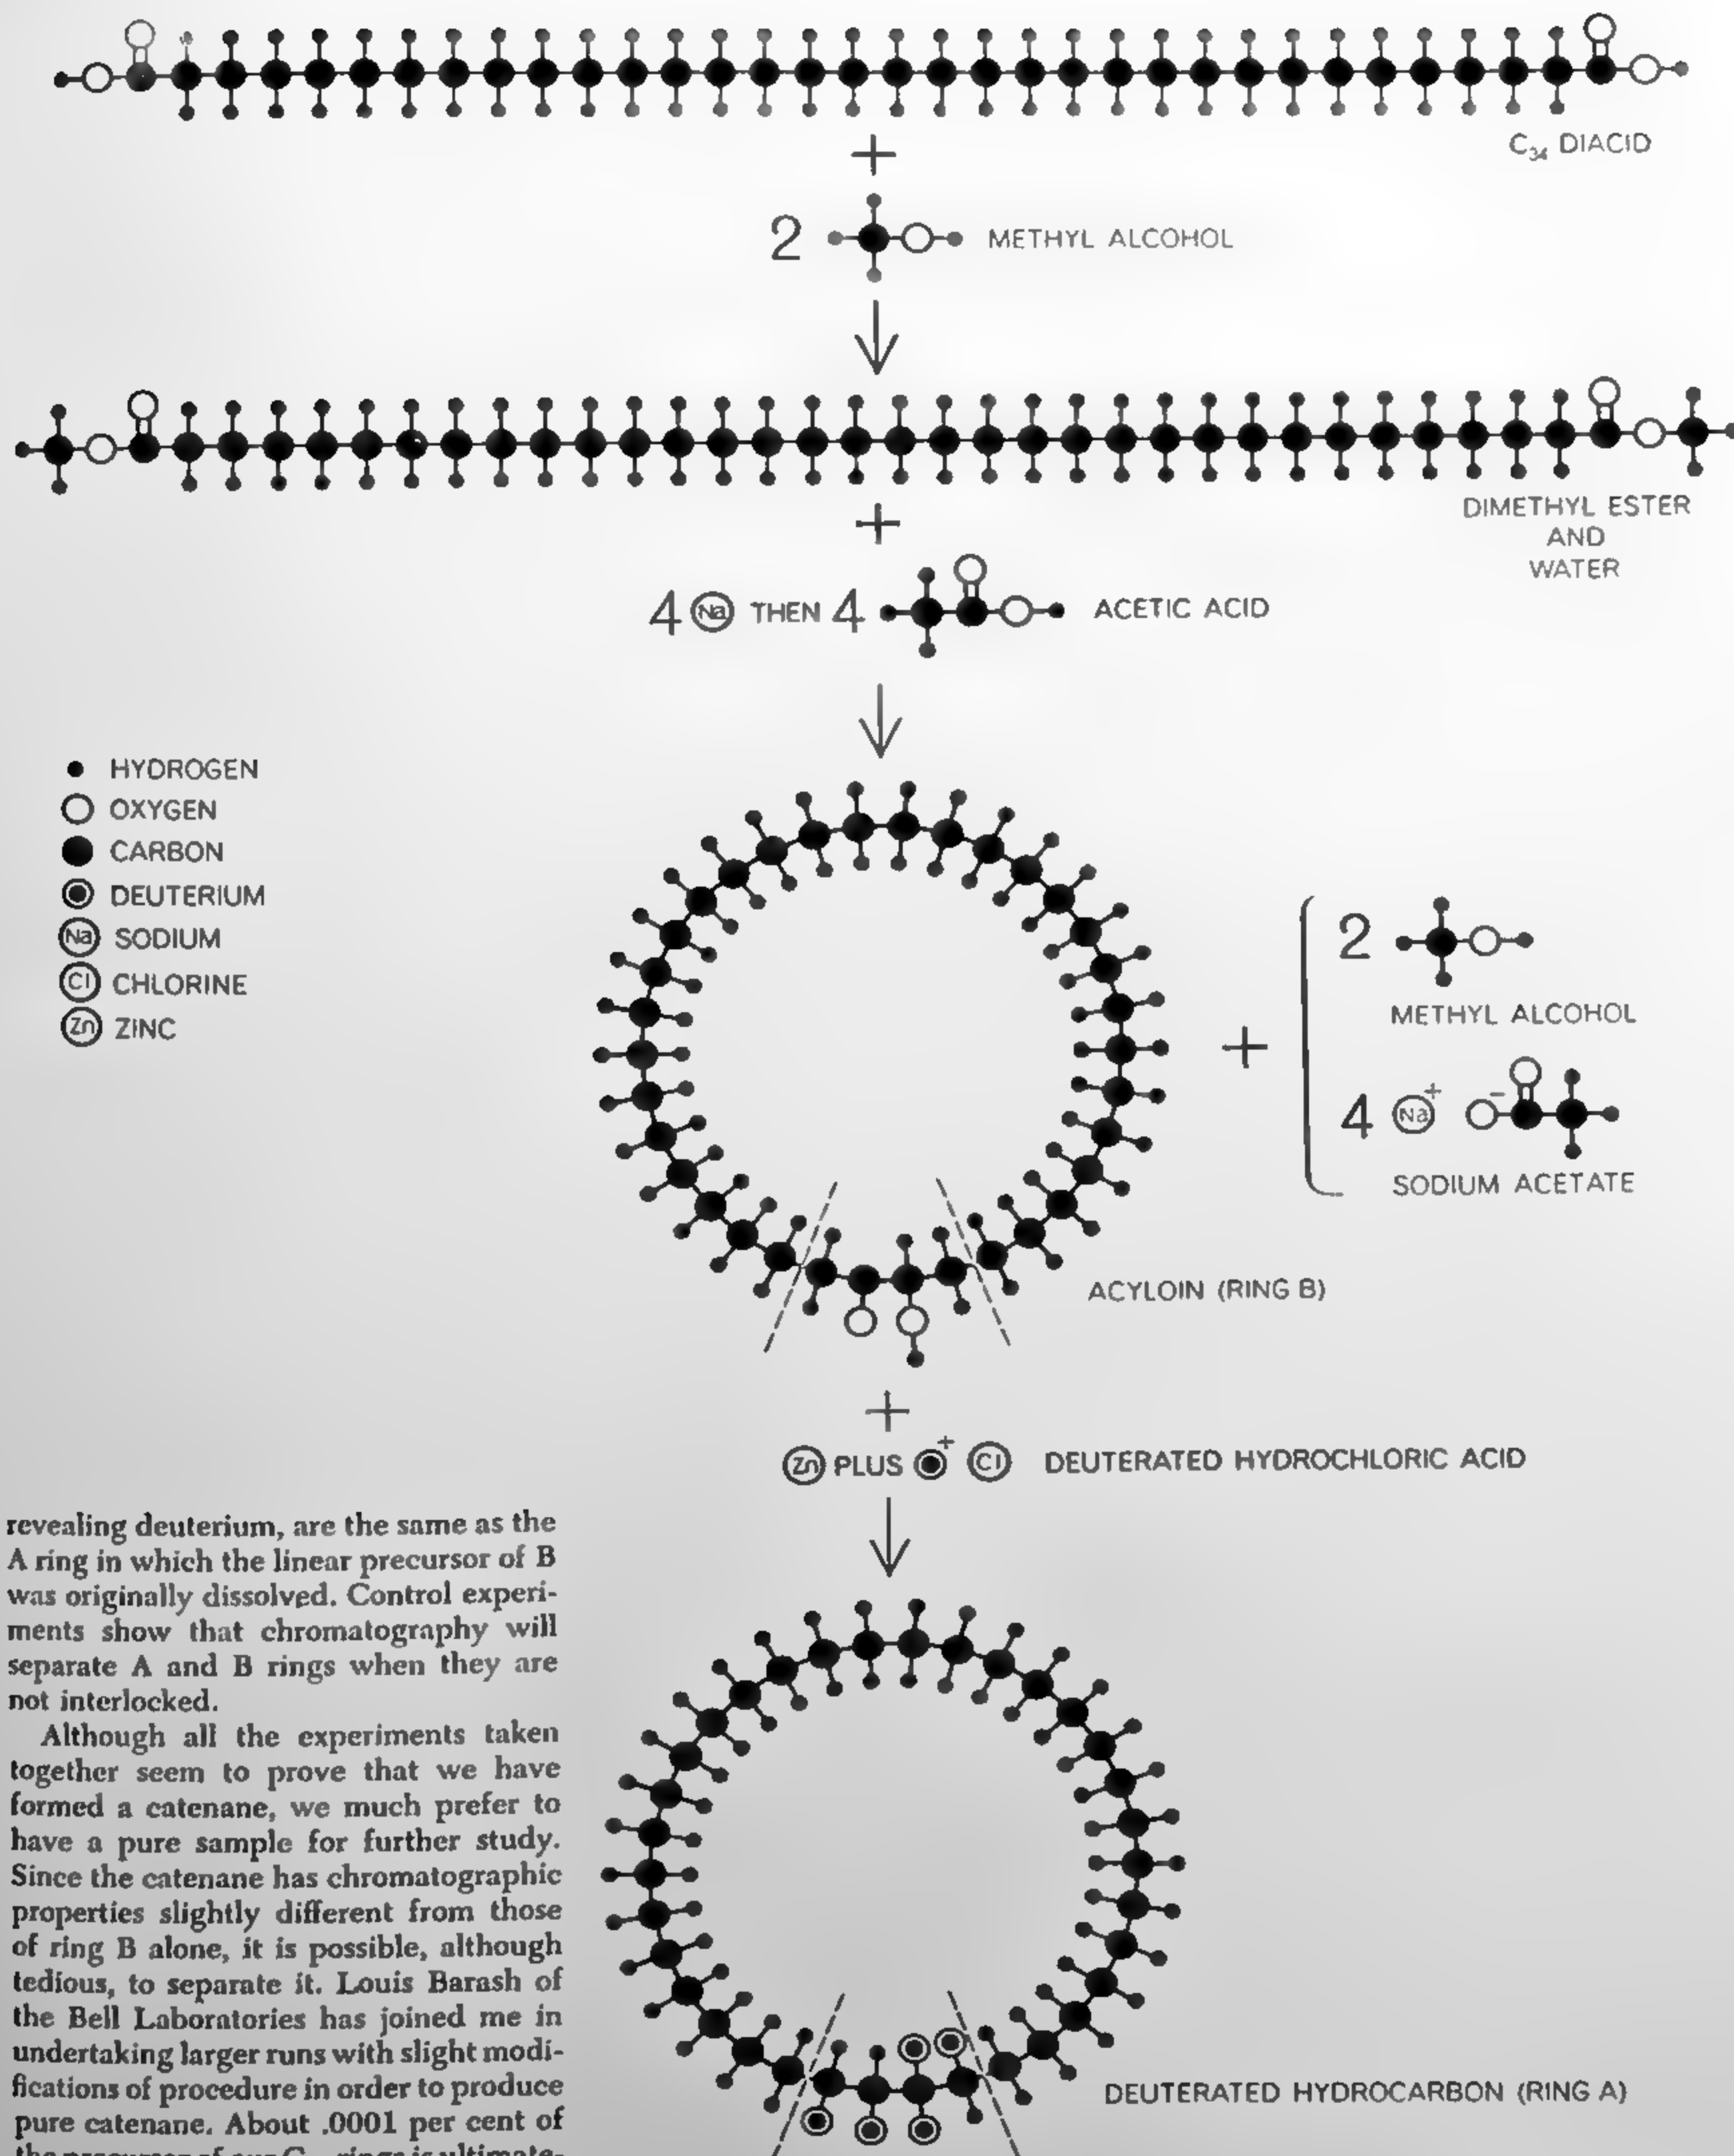 C34 DIACID
+
2 METHYL ALCOHOL
DIMETHYL ESTER
AND
WATER
+
4 Na THEN 4 ACETIC ACID
HYDROGEN
OXYGEN
CARBON
DEUTERIUM
Na SODIUM
Cl CHLORINE
Zn ZINC
+
2
METHYL ALCOHOL
4 Na+ −
SODIUM ACETATE
ACYLOIN (RING B)
+
Zn PLUS + Cl DEUTERATED HYDROCHLORIC ACID
DEUTERATED HYDROCARBON (RING A)
revealing deuterium, are the same as the
A ring in which the linear precursor of B
was originally dissolved. Control experi-
ments show that chromatography will
separate A and B rings when they are
not interlocked.
Although all the experiments taken
together seem to prove that we have
formed a catenane, we much prefer to
have a pure sample for further study.
Since the catenane has chromatographic
properties slightly different from those
of ring B alone, it is possible, although
tedious, to separate it. Louis Barash of
the Bell Laboratories has joined me in
undertaking larger runs with slight modi-
fications of procedure in order to produce
pure catenane. About .0001 per cent of